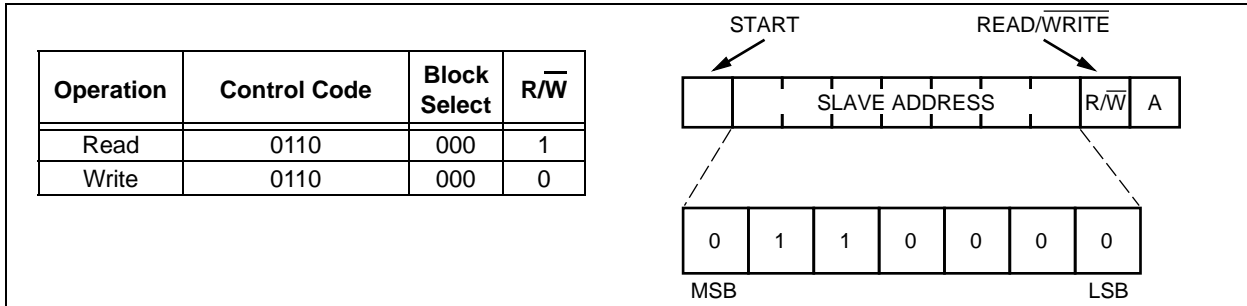 Operation Control Code Block Select R/W̅
Read 0110 000 1
Write 0110 000 0
START READ/W̅R̅I̅T̅E̅
SLAVE ADDRESS R/W̅ A
0 1 1 0 0 0 0
MSB LSB